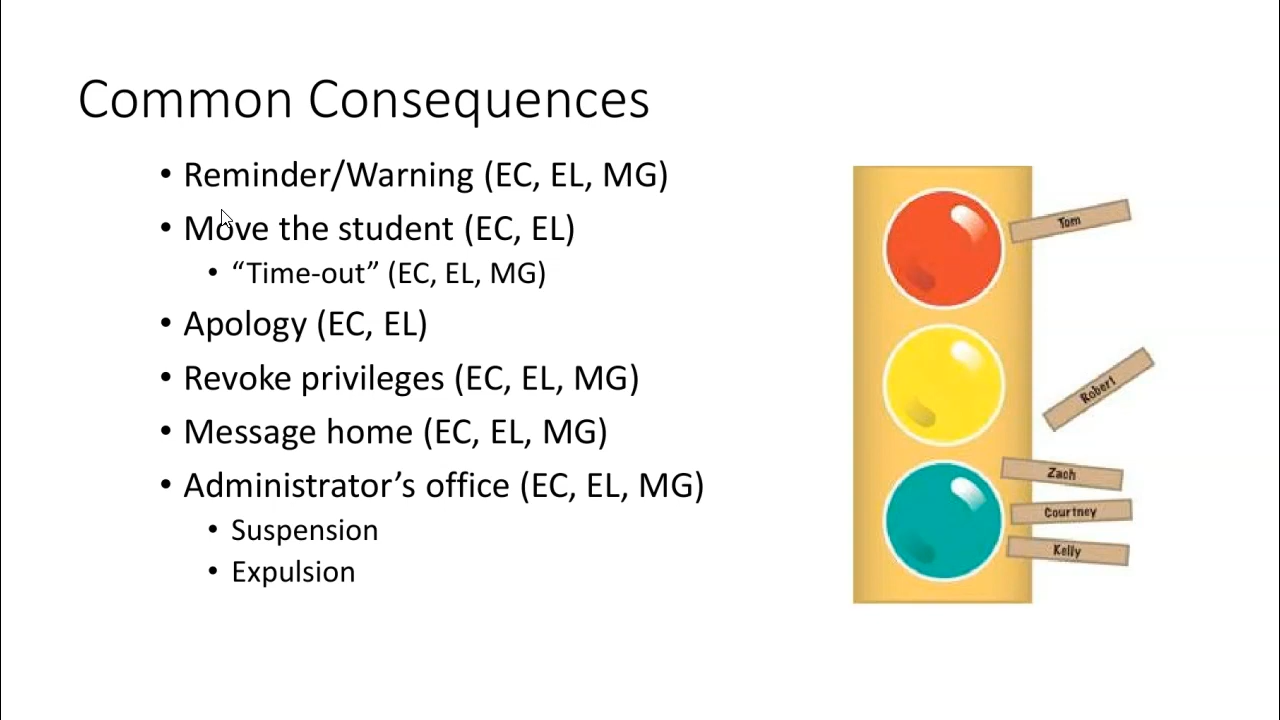 Common Consequences
• Reminder/Warning (EC, EL, MG)
• Move the student (EC, EL)
• “Time-out” (EC, EL, MG)
• Apology (EC, EL)
• Revoke privileges (EC, EL, MG)
• Message home (EC, EL, MG)
• Administrator’s office (EC, EL, MG)
• Suspension
• Expulsion
Tom
Robert
Zach
Courtney
Kelly